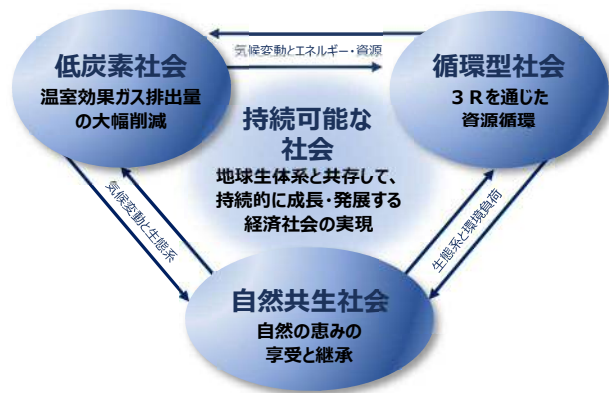 気候変動とエネルギー・資源
低炭素社会
温室効果ガス排出量
の大幅削減
循環型社会
３Ｒを通じた
資源循環
持続可能な
社会
地球生体系と共存して、
持続的に成長・発展する
経済社会の実現
気候変動と生態系
生態系と環境負荷
自然共生社会
自然の恵みの
享受と継承